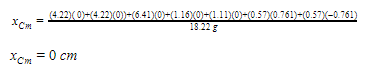 x_Cm = (4.22)( 0)+(4.22)(0))+(6.41)(0)+(1.16)(0)+(1.11)(0)+(0.57)(0.761)+(0.57)(−0.761) / 18.22 g
x_Cm = 0 cm